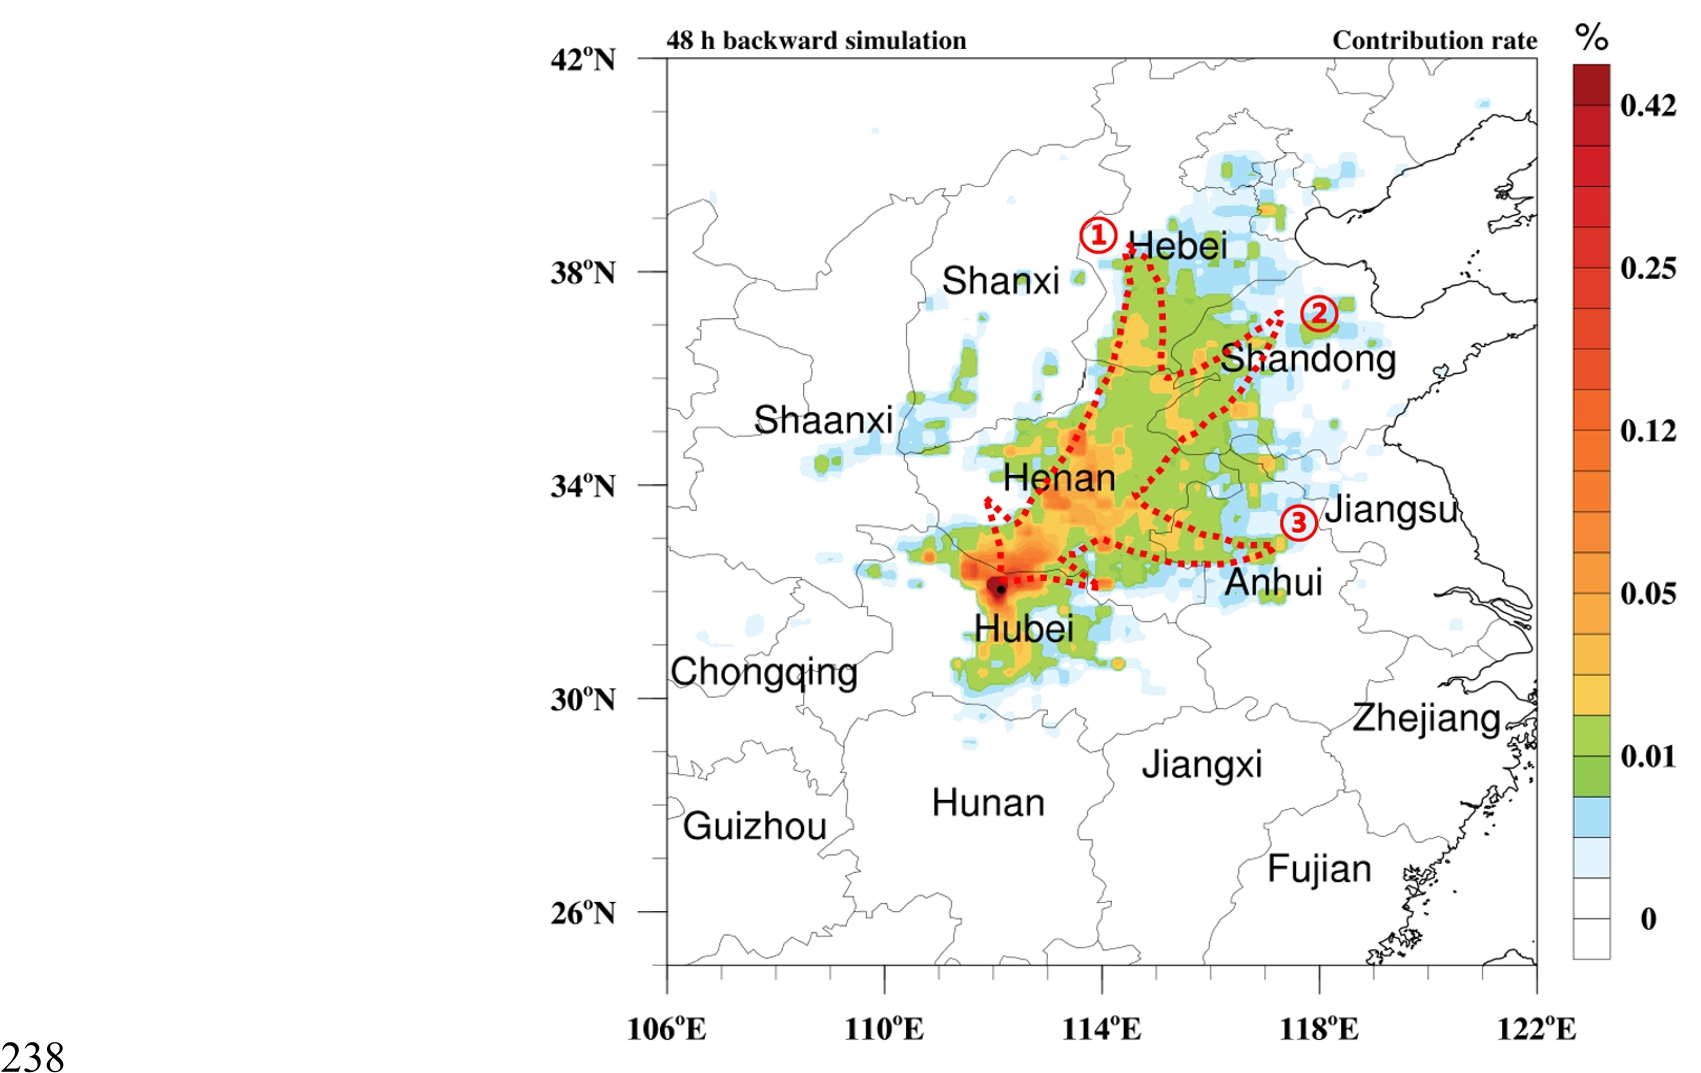 48 h backward simulation
Contribution rate
%
42°N
0.42
①
Hebei
38°N
Shanxi
0.25
②
Shandong
Shaanxi
0.12
Henan
34°N
Jiangsu
③
Anhui
0.05
Hubei
Chongqing
30°N
Zhejiang
0.01
Jiangxi
Hunan
Guizhou
Fujian
26°N
0
106°E
110°E
114°E
118°E
122°E
238